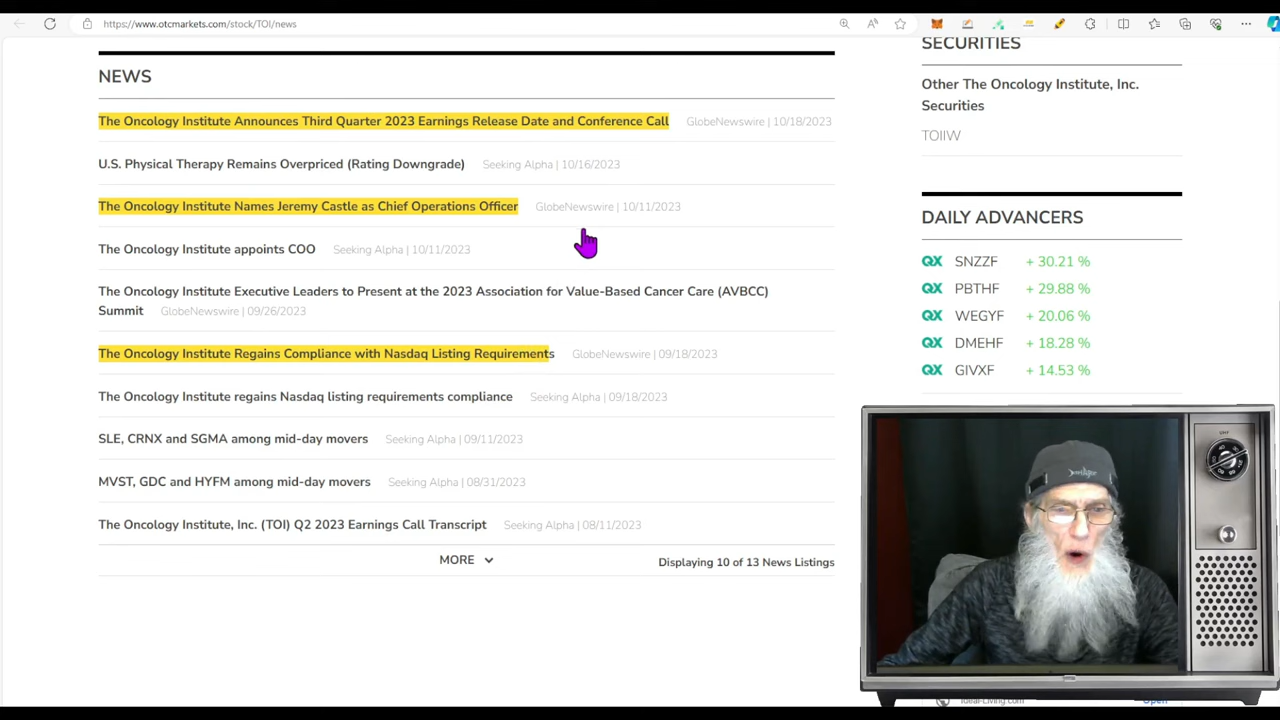 https://www.otcmarkets.com/stock/TOI/news
NEWS
The Oncology Institute Announces Third Quarter 2023 Earnings Release Date and Conference Call GlobeNewswire | 10/18/2023
U.S. Physical Therapy Remains Overpriced (Rating Downgrade) Seeking Alpha | 10/16/2023
The Oncology Institute Names Jeremy Castle as Chief Operations Officer GlobeNewswire | 10/11/2023
The Oncology Institute appoints COO Seeking Alpha | 10/11/2023
The Oncology Institute Executive Leaders to Present at the 2023 Association for Value-Based Cancer Care (AVBCC)
Summit GlobeNewswire | 09/26/2023
The Oncology Institute Regains Compliance with Nasdaq Listing Requirements GlobeNewswire | 09/18/2023
The Oncology Institute regains Nasdaq listing requirements compliance Seeking Alpha | 09/18/2023
SLE, CRNX and SGMA among mid-day movers Seeking Alpha | 09/11/2023
MVST, GDC and HYFM among mid-day movers Seeking Alpha | 08/31/2023
The Oncology Institute, Inc. (TOI) Q2 2023 Earnings Call Transcript Seeking Alpha | 08/11/2023
MORE
Displaying 10 of 13 News Listings
SECURITIES
Other The Oncology Institute, Inc.
Securities
TOIIW
DAILY ADVANCERS
QX SNZZF + 30.21 %
QX PBTHF + 29.88 %
QX WEGYF + 20.06 %
QX DMEHF + 18.28 %
QX GIVXF + 14.53 %
UHF
Ideal-Living.com
Open